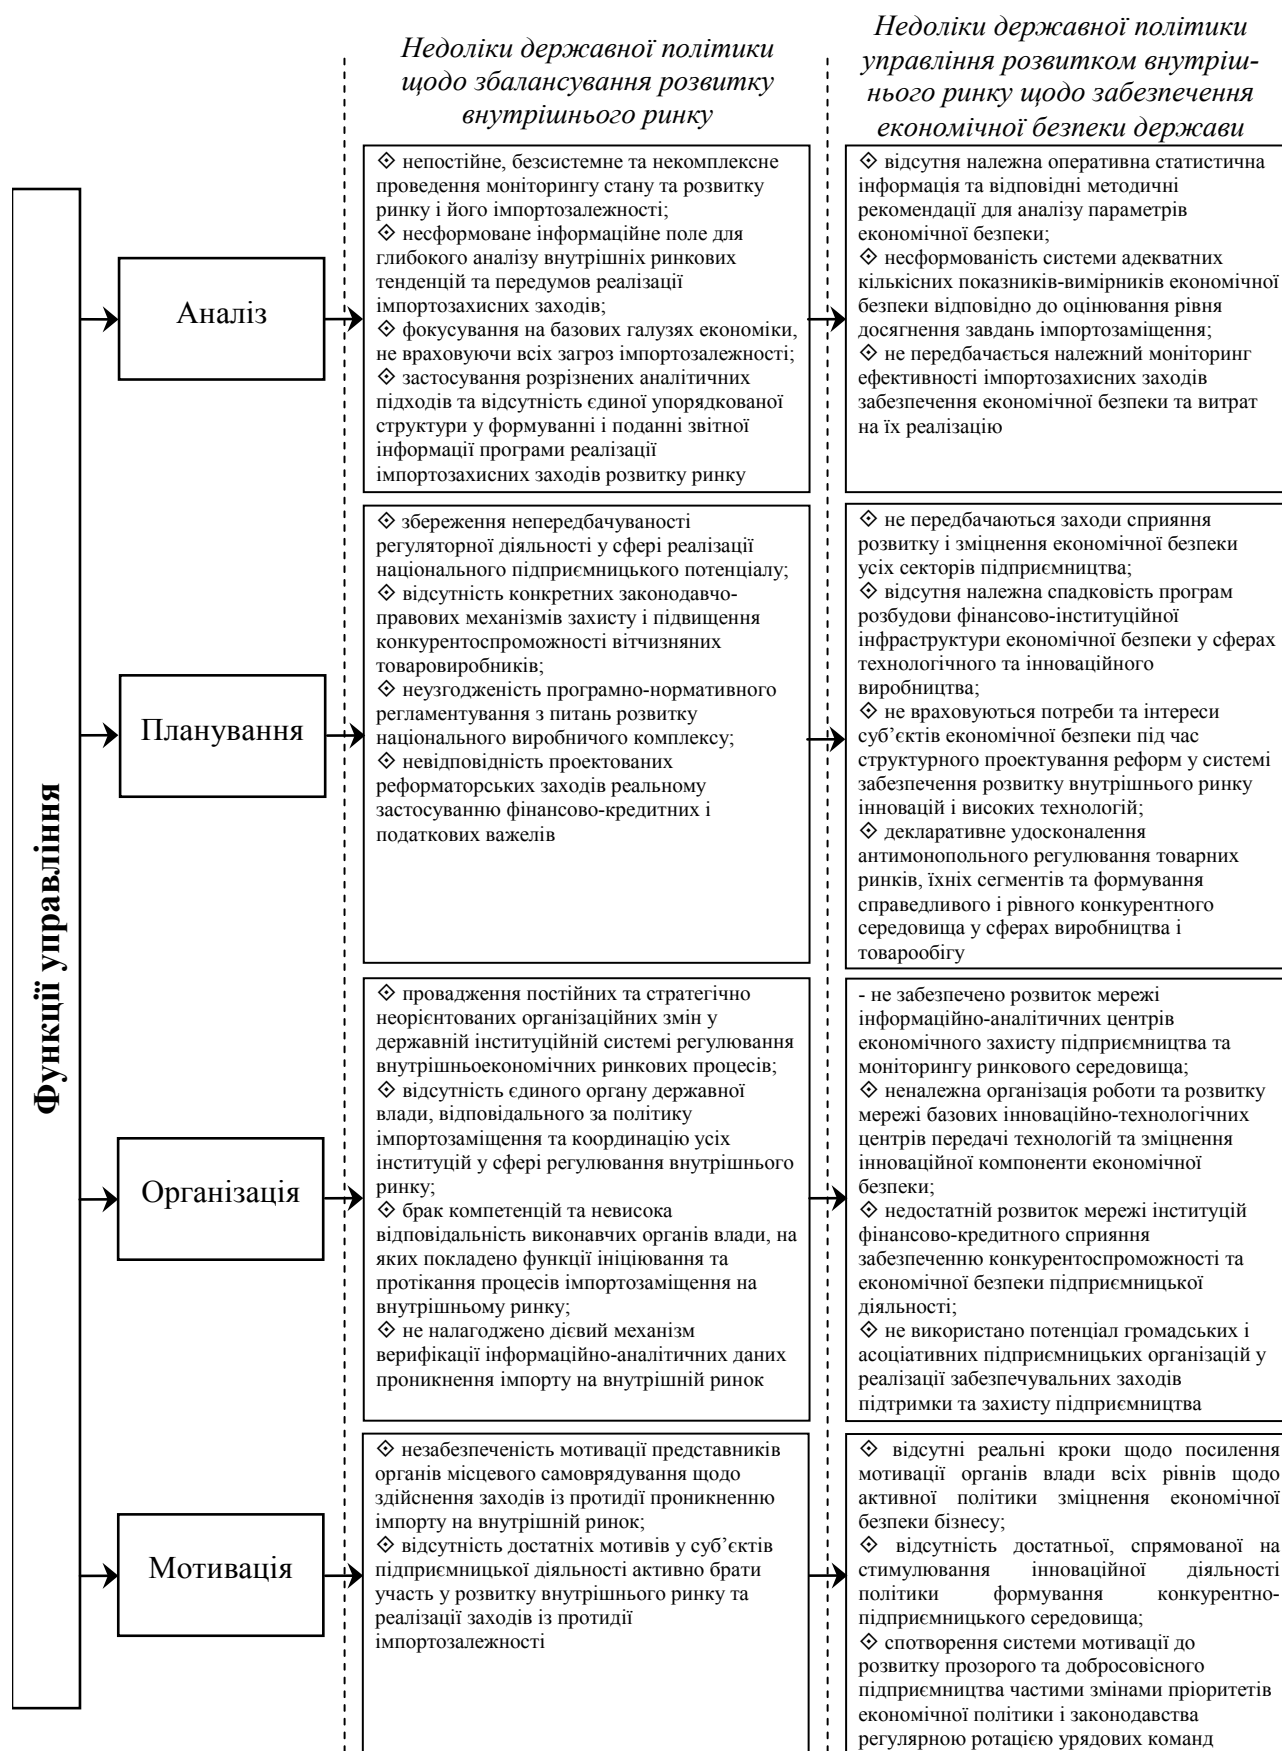 Недоліки державної політики
щодо збалансування розвитку
внутрішнього ринку
Недоліки державної політики
управління розвитком внутріш-
нього ринку щодо забезпечення
економічної безпеки держави
Функції управління
Аналіз
◈ непостійне, безсистемне та некомплексне
проведення моніторингу стану та розвитку
ринку і його імпортозалежності;
◈ несформоване інформаційне поле для
глибокого аналізу внутрішніх ринкових
тенденцій та передумов реалізації
імпортозахисних заходів;
◈ фокусування на базових галузях економіки,
не враховуючи всіх загроз імпортозалежності;
◈ застосування розрізнених аналітичних
підходів та відсутність єдиної упорядкованої
структури у формуванні і поданні звітної
інформації програми реалізації
імпортозахисних заходів розвитку ринку
◈ відсутня належна оперативна статистична
інформація та відповідні методичні
рекомендації для аналізу параметрів
економічної безпеки;
◈ несформованість системи адекватних
кількісних показників-вимірників економічної
безпеки відповідно до оцінювання рівня
досягнення завдань імпортозаміщення;
◈ не передбачається належний моніторинг
ефективності імпортозахисних заходів
забезпечення економічної безпеки та витрат
на їх реалізацію
Планування
◈ збереження непередбачуваності
регуляторної діяльності у сфері реалізації
національного підприємницького потенціалу;
◈ відсутність конкретних законодавчо-
правових механізмів захисту і підвищення
конкурентоспроможності вітчизняних
товаровиробників;
◈ неузгодженість програмно-нормативного
регламентування з питань розвитку
національного виробничого комплексу;
◈ невідповідність проектованих
реформаторських заходів реальному
застосуванню фінансово-кредитних і
податкових важелів
◈ не передбачаються заходи сприяння
розвитку і зміцнення економічної безпеки
усіх секторів підприємництва;
◈ відсутня належна спадковість програм
розбудови фінансово-інституційної
інфраструктури економічної безпеки у сферах
технологічного та інноваційного
виробництва;
◈ не враховуються потреби та інтереси
суб’єктів економічної безпеки під час
структурного проектування реформ у системі
забезпечення розвитку внутрішнього ринку
інновацій і високих технологій;
◈ декларативне удосконалення
антимонопольного регулювання товарних
ринків, їхніх сегментів та формування
справедливого і рівного конкурентного
середовища у сферах виробництва і
товарообігу
Організація
◈ провадження постійних та стратегічно
неорієнтованих організаційних змін у
державній інституційній системі регулювання
внутрішньоекономічних ринкових процесів;
◈ відсутність єдиного органу державної
влади, відповідального за політику
імпортозаміщення та координацію усіх
інституцій у сфері регулювання внутрішнього
ринку;
◈ брак компетенцій та невисока
відповідальність виконавчих органів влади, на
яких покладено функції ініціювання та
протікання процесів імпортозаміщення на
внутрішньому ринку;
◈ не налагоджено дієвий механізм
верифікації інформаційно-аналітичних даних
проникнення імпорту на внутрішній ринок
- не забезпечено розвиток мережі
інформаційно-аналітичних центрів
економічного захисту підприємництва та
моніторингу ринкового середовища;
◈ неналежна організація роботи та розвитку
мережі базових інноваційно-технологічних
центрів передачі технологій та зміцнення
інноваційної компоненти економічної
безпеки;
◈ недостатній розвиток мережі інституцій
фінансово-кредитного сприяння
забезпеченню конкурентоспроможності та
економічної безпеки підприємницької
діяльності;
◈ не використано потенціал громадських і
асоціативних підприємницьких організацій у
реалізації забезпечувальних заходів
підтримки та захисту підприємництва
Мотивація
◈ незабезпеченість мотивації представників
органів місцевого самоврядування щодо
здійснення заходів із протидії проникненню
імпорту на внутрішній ринок;
◈ відсутність достатніх мотивів у суб’єктів
підприємницької діяльності активно брати
участь у розвитку внутрішнього ринку та
реалізації заходів із протидії
імпортозалежності
◈ відсутні реальні кроки щодо посилення
мотивації органів влади всіх рівнів щодо
активної політики зміцнення економічної
безпеки бізнесу;
◈ відсутність достатньої, спрямованої на
стимулювання інноваційної діяльності
політики формування конкурентно-
підприємницького середовища;
◈ спотворення системи мотивації до
розвитку прозорого та добросовісного
підприємництва частими змінами пріоритетів
економічної політики і законодавства
регулярною ротацією урядових команд